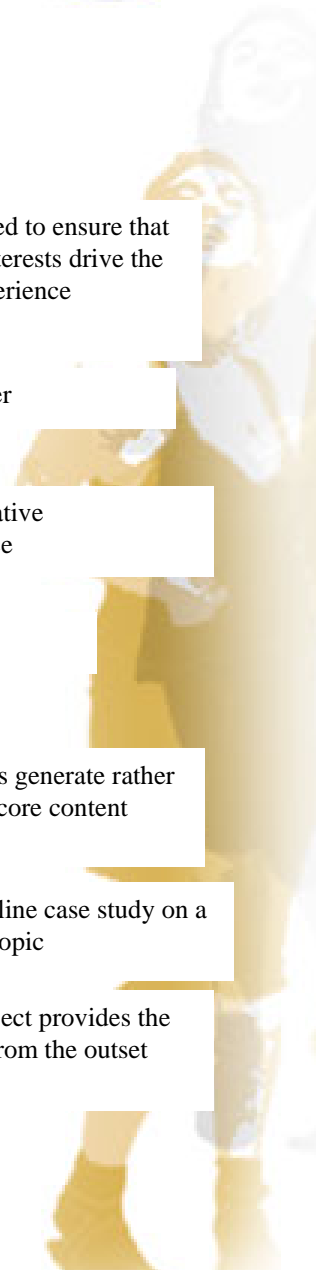 ed to ensure that
terests drive the
erience
er
ative
e
s generate rather
core content
line case study on a
opic
ect provides the
rom the outset